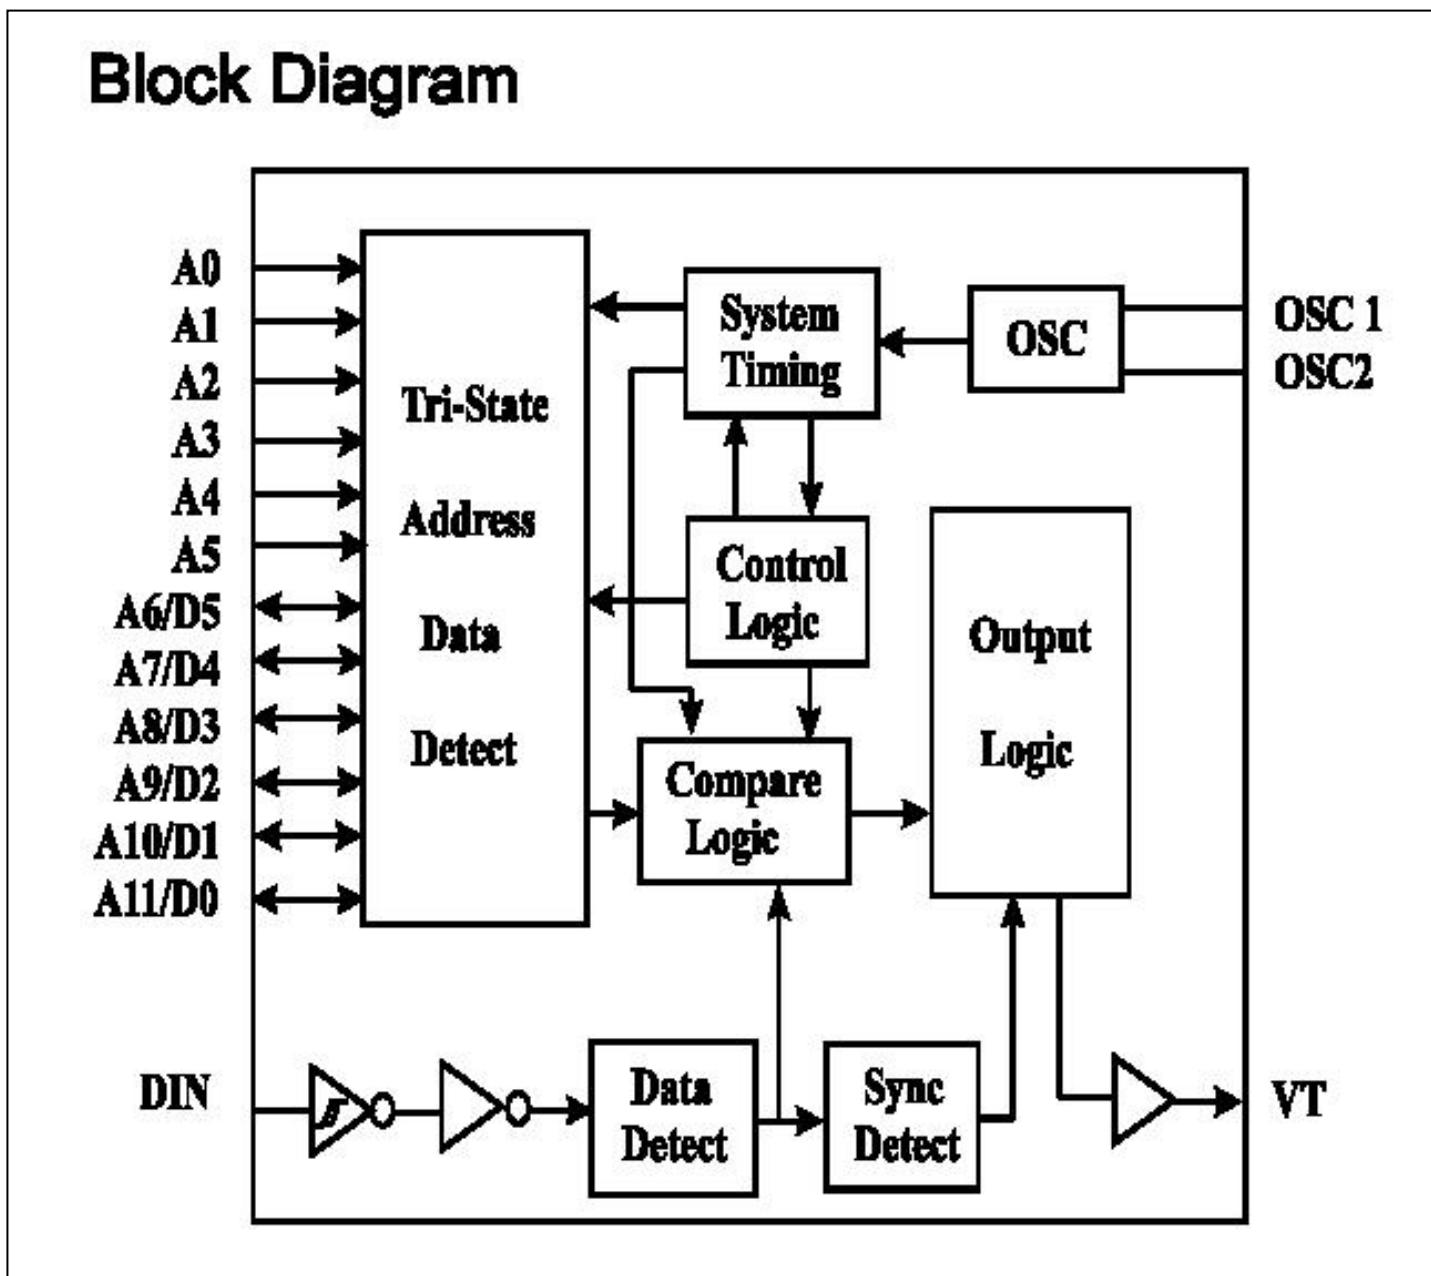 Block Diagram
A0
A1
A2
A3
A4
A5
A6/D5
A7/D4
A8/D3
A9/D2
A10/D1
A11/D0
DIN
Tri-State
Address
Data
Detect
System
Timing
OSC
OSC 1
OSC2
Control
Logic
Compare
Logic
Output
Logic
Data
Detect
Sync
Detect
VT